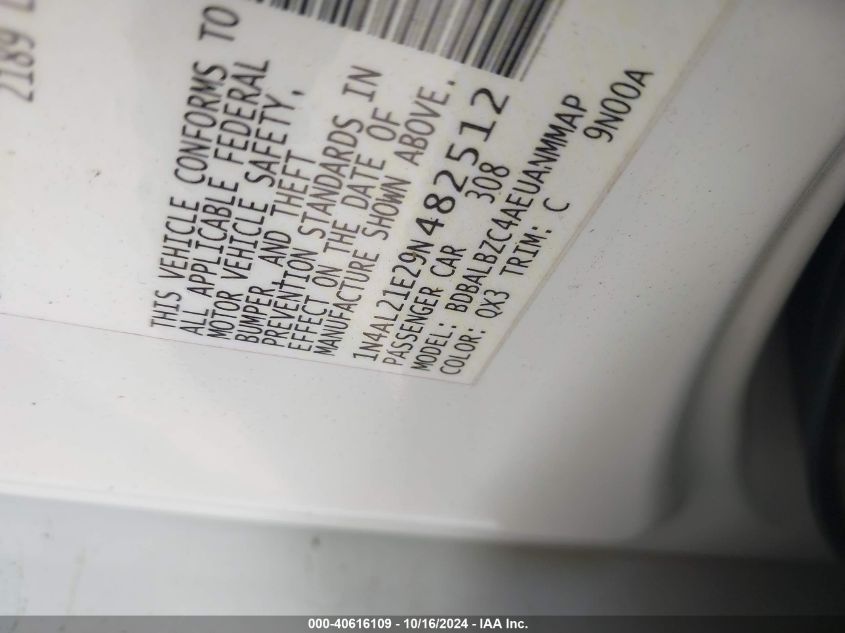 2189 L
THIS VEHICLE CONFORMS TO
ALL APPLICABLE FEDERAL
MOTOR VEHICLE SAFETY,
BUMPER, AND THEFT
PREVENTION STANDARDS IN
EFFECT ON THE DATE OF
MANUFACTURE SHOWN ABOVE.
1N4AL21E29N482512
PASSENGER CAR 308
MODEL: BDBALBZC4AEUANMMAP
COLOR: QX3 TRIM: C 9N00A
000-40616109 - 10/16/2024 - IAA Inc.